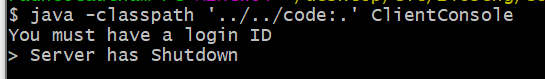 $ java -classpath '../../code:.' ClientConsole
You must have a login ID
> Server has Shutdown